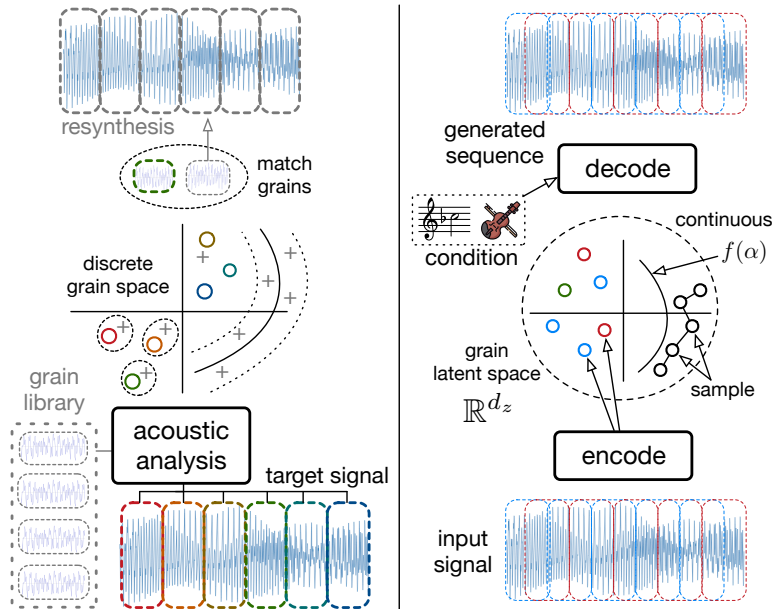 resynthesis
match
grains
discrete
grain space
grain
library
acoustic
analysis
target signal
generated
sequence
decode
condition
continuous
f(α)
grain
latent space
ℝ^{d_z}
sample
encode
input
signal